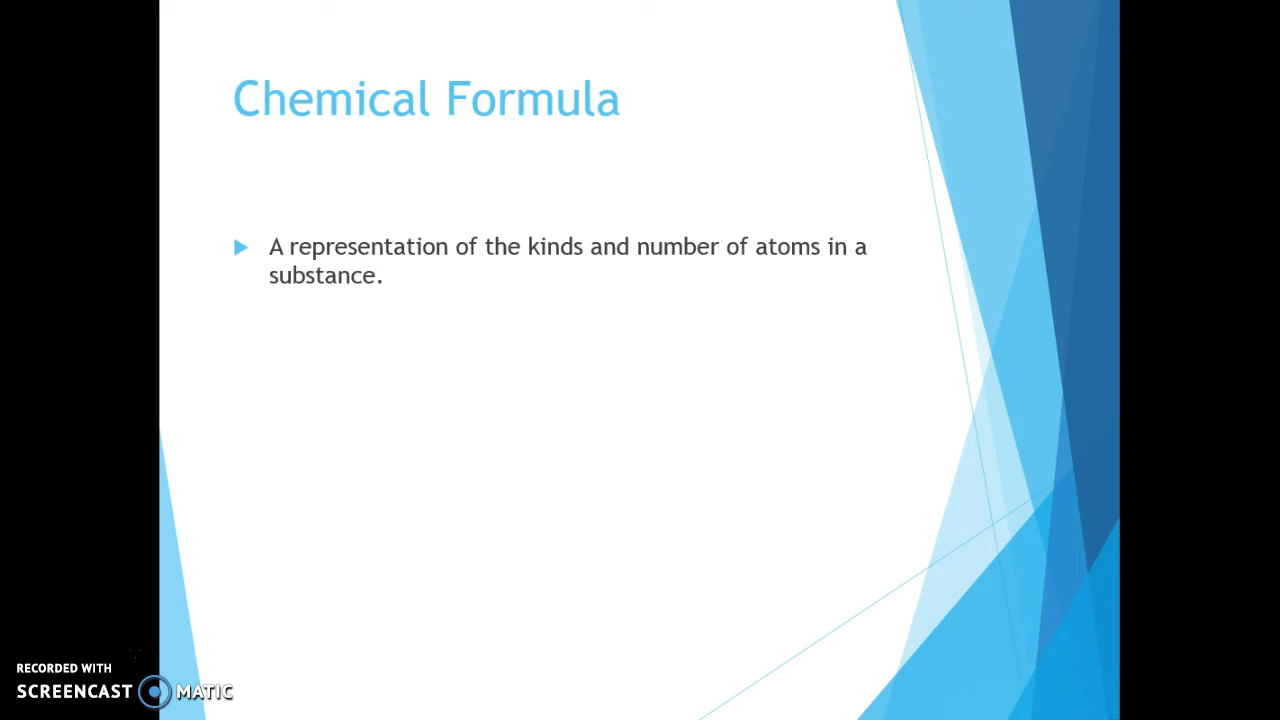 Chemical Formula
A representation of the kinds and number of atoms in a
substance.
RECORDED WITH
SCREENCAST MATIC